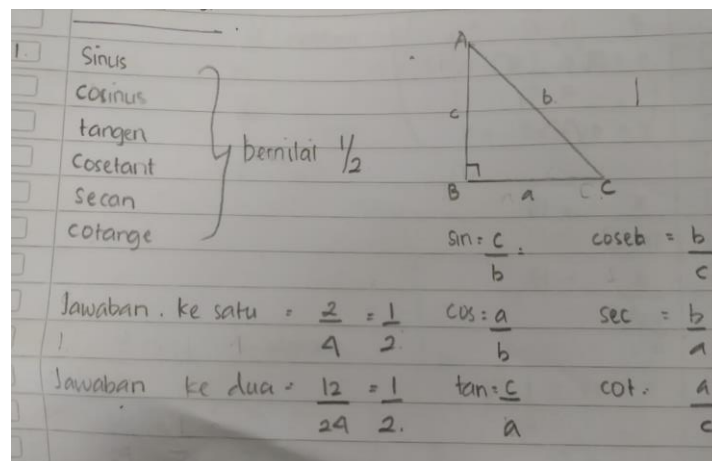 1. Sinus
cosinus
tangen
Cosetant
Secan
cotange
bernilai 1/2
A
c
b
B
a
C
sin = c/b
coseb = b/c
Jawaban . ke satu = 2/4 = 1/2
cos : a/b
sec = b/a
Jawaban ke dua = 12/24 = 1/2.
tan = c/a
cot = a/c